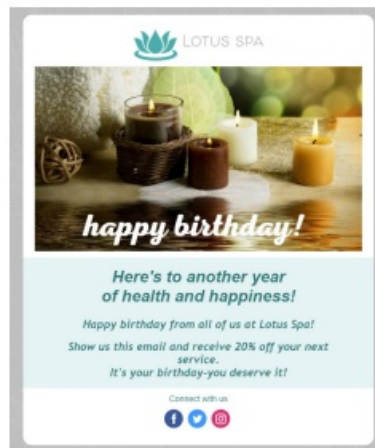 LOTUS SPA
happy birthday!
Here's to another year
of health and happiness!
Happy birthday from all of us at Lotus Spa!
Show us this email and receive 20% off your next
service.
It's your birthday-you deserve it!
Connect with us